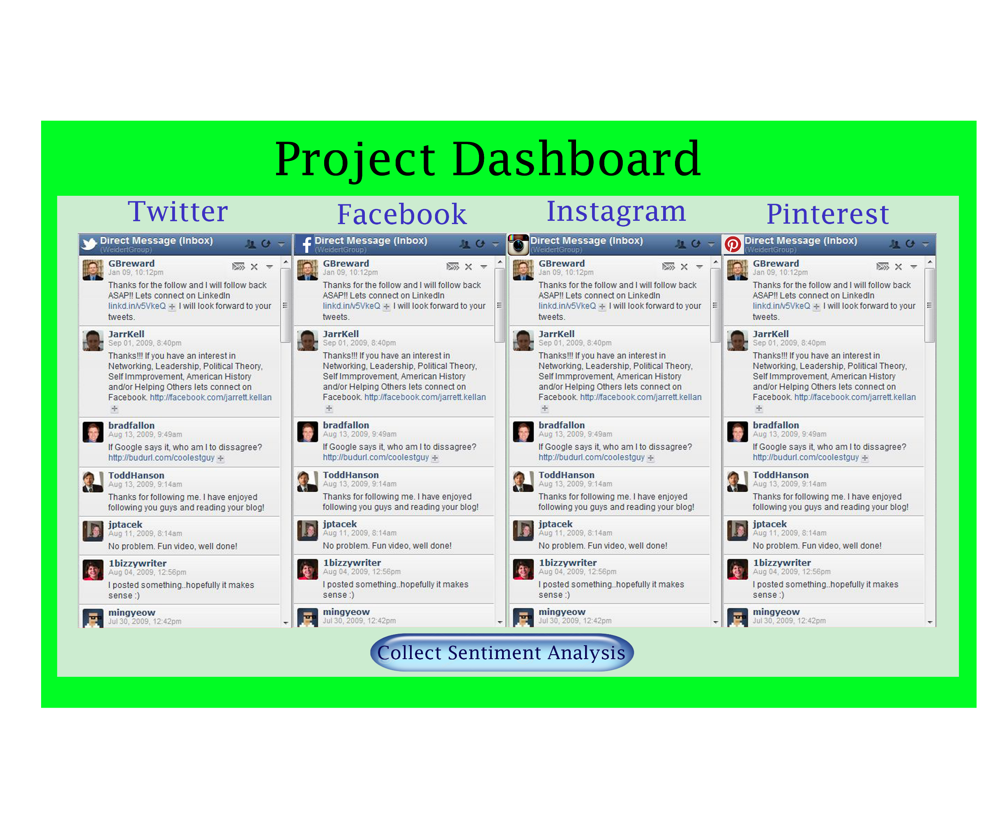 Project Dashboard
Twitter
Facebook
Instagram
Pinterest
Direct Message (Inbox)
(WeidertGroup)
GBreward
Jan 09, 10:12pm
Thanks for the follow and I will follow back
ASAP!! Lets connect on LinkedIn
linkd.in/v5VkeQ I will look forward to your
tweets.
JarrKell
Sep 01, 2009, 8:40pm
Thanks!!! If you have an interest in
Networking, Leadership, Political Theory,
Self Immprovement, American History
and/or Helping Others lets connect on
Facebook. http://facebook.com/jarrett.kellan
bradfallon
Aug 13, 2009, 9:49am
If Google says it, who am I to dissagree?
http://budurl.com/coolestguy
ToddHanson
Aug 13, 2009, 9:14am
Thanks for following me. I have enjoyed
following you guys and reading your blog!
jptacek
Aug 11, 2009, 8:14am
No problem. Fun video, well done!
1bizzywriter
Aug 04, 2009, 12:56pm
I posted something..hopefully it makes
sense :)
mingyeow
Jul 30, 2009, 12:42pm
Direct Message (Inbox)
(WeidertGroup)
GBreward
Jan 09, 10:12pm
Thanks for the follow and I will follow back
ASAP!! Lets connect on LinkedIn
linkd.in/v5VkeQ I will look forward to your
tweets.
JarrKell
Sep 01, 2009, 8:40pm
Thanks!!! If you have an interest in
Networking, Leadership, Political Theory,
Self Immprovement, American History
and/or Helping Others lets connect on
Facebook. http://facebook.com/jarrett.kellan
bradfallon
Aug 13, 2009, 9:49am
If Google says it, who am I to dissagree?
http://budurl.com/coolestguy
ToddHanson
Aug 13, 2009, 9:14am
Thanks for following me. I have enjoyed
following you guys and reading your blog!
jptacek
Aug 11, 2009, 8:14am
No problem. Fun video, well done!
1bizzywriter
Aug 04, 2009, 12:56pm
I posted something..hopefully it makes
sense :)
mingyeow
Jul 30, 2009, 12:42pm
Direct Message (Inbox)
(WeidertGroup)
GBreward
Jan 09, 10:12pm
Thanks for the follow and I will follow back
ASAP!! Lets connect on LinkedIn
linkd.in/v5VkeQ I will look forward to your
tweets.
JarrKell
Sep 01, 2009, 8:40pm
Thanks!!! If you have an interest in
Networking, Leadership, Political Theory,
Self Immprovement, American History
and/or Helping Others lets connect on
Facebook. http://facebook.com/jarrett.kellan
bradfallon
Aug 13, 2009, 9:49am
If Google says it, who am I to dissagree?
http://budurl.com/coolestguy
ToddHanson
Aug 13, 2009, 9:14am
Thanks for following me. I have enjoyed
following you guys and reading your blog!
jptacek
Aug 11, 2009, 8:14am
No problem. Fun video, well done!
1bizzywriter
Aug 04, 2009, 12:56pm
I posted something..hopefully it makes
sense :)
mingyeow
Jul 30, 2009, 12:42pm
Direct Message (Inbox)
(WeidertGroup)
GBreward
Jan 09, 10:12pm
Thanks for the follow and I will follow back
ASAP!! Lets connect on LinkedIn
linkd.in/v5VkeQ I will look forward to your
tweets.
JarrKell
Sep 01, 2009, 8:40pm
Thanks!!! If you have an interest in
Networking, Leadership, Political Theory,
Self Immprovement, American History
and/or Helping Others lets connect on
Facebook. http://facebook.com/jarrett.kellan
bradfallon
Aug 13, 2009, 9:49am
If Google says it, who am I to dissagree?
http://budurl.com/coolestguy
ToddHanson
Aug 13, 2009, 9:14am
Thanks for following me. I have enjoyed
following you guys and reading your blog!
jptacek
Aug 11, 2009, 8:14am
No problem. Fun video, well done!
1bizzywriter
Aug 04, 2009, 12:56pm
I posted something..hopefully it makes
sense :)
mingyeow
Jul 30, 2009, 12:42pm
Collect Sentiment Analysis